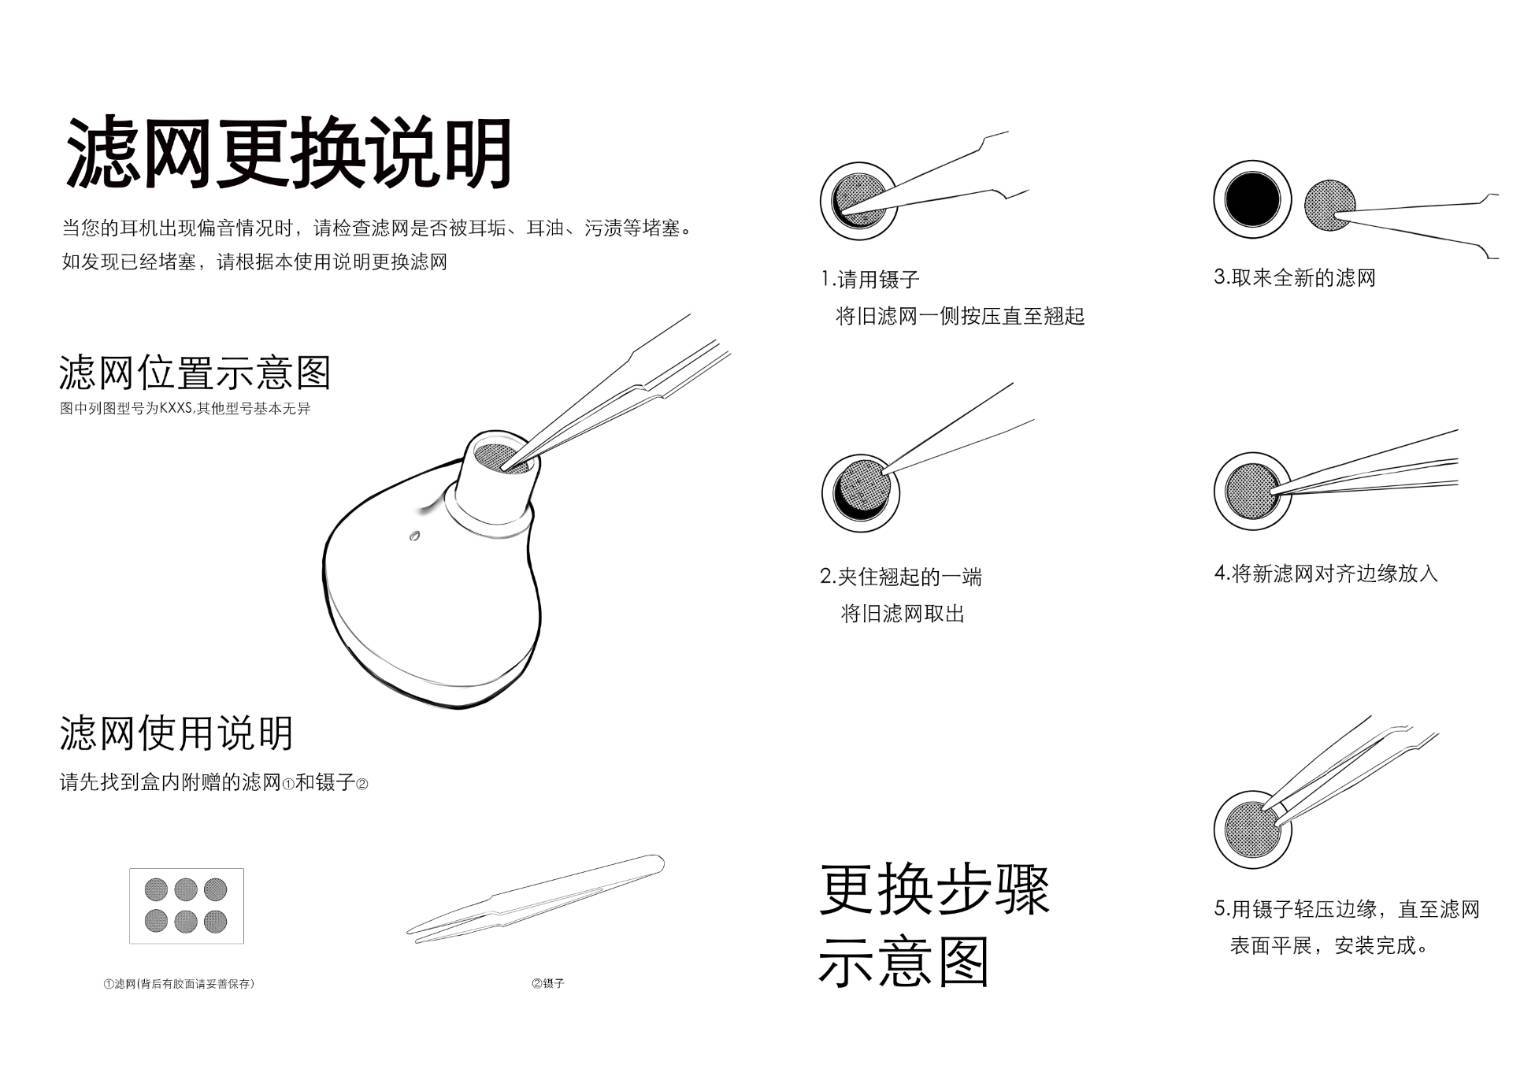 滤网更换说明
当您的耳机出现偏音情况时，请检查滤网是否被耳垢、耳油、污渍等堵塞。
如发现已经堵塞，请根据本使用说明更换滤网
滤网位置示意图
图中列图型号为KXXS,其他型号基本无异
滤网使用说明
请先找到盒内附赠的滤网①和镊子②
①滤网(背后有胶面请妥善保存)
②镊子
1.请用镊子
将旧滤网一侧按压直至翘起
2.夹住翘起的一端
将旧滤网取出
更换步骤
示意图
3.取来全新的滤网
4.将新滤网对齐边缘放入
5.用镊子轻压边缘，直至滤网
表面平展，安装完成。